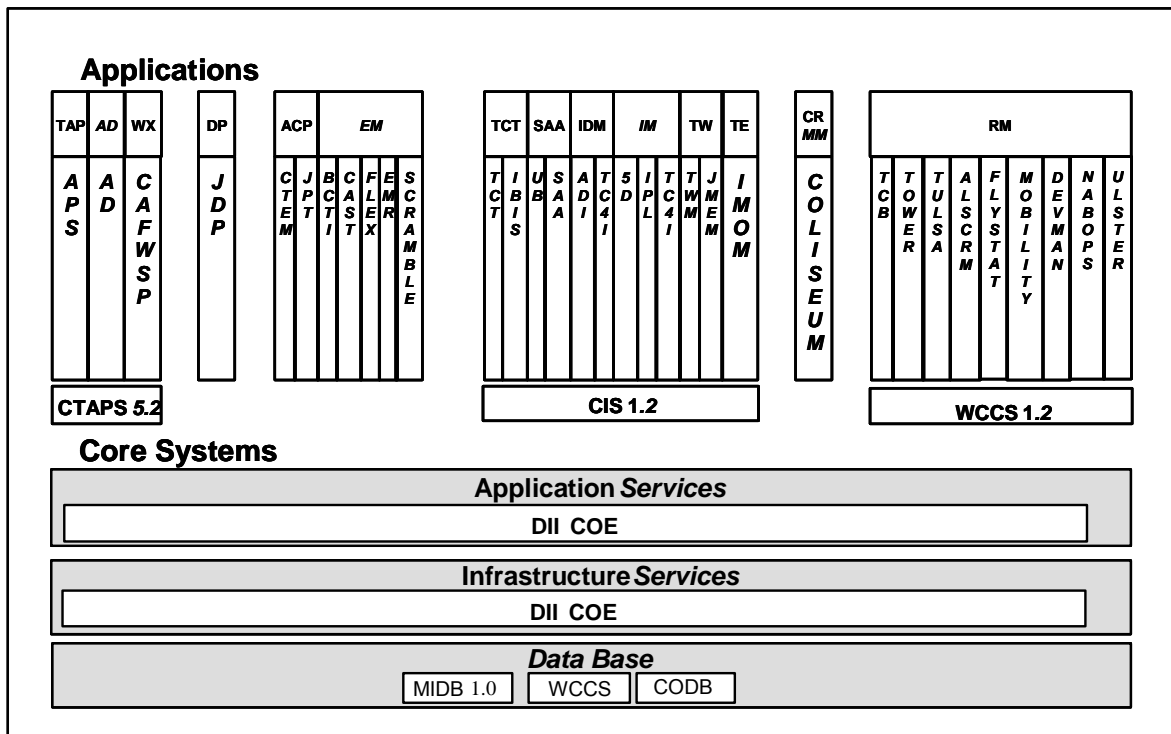 Applications
TAP AD WX DP ACP EM TCT SAA IDM IM TW TE CR MM RM
APS
AD
CAFWSP
JDP
CTEM
JPT
BCTI
CAST
FLEX
EMR
SCRAMBLE
TCT
IBIS
UB
SAA
ADI
TC4I
5D
IPL
TC4I
TWM
JMEM
IMOM
COLISEUM
TCB
TOWER
TULSA
ALSCRM
FLYSTAT
MOBILITY
DEVMAN
NABOPS
ULSTER
CTAPS 5.2 CIS 1.2 WCCS 1.2
Core Systems
Application Services
DII COE
Infrastructure Services
DII COE
Data Base
MIDB 1.0 WCCS CODB